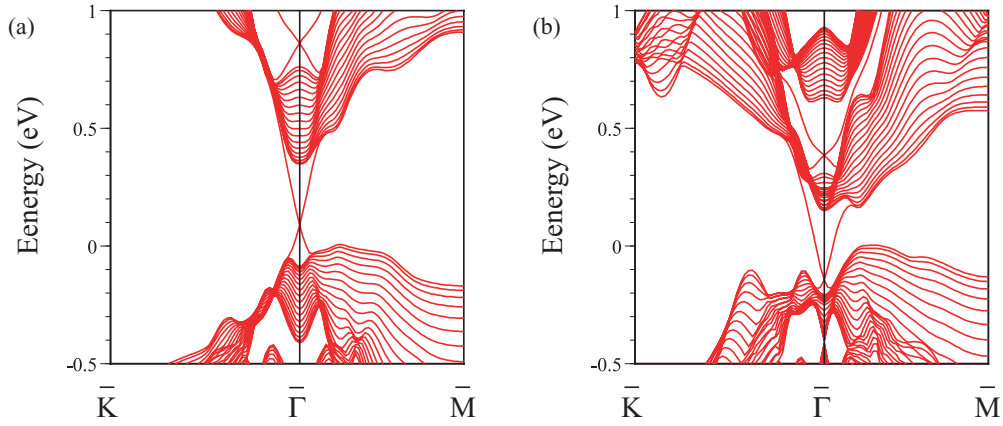 (a)
1
0.5
0
-0.5
Eenergy (eV)
K̅
Γ̅
M̅
(b)
1
0.5
0
-0.5
Eenergy (eV)
K̅
Γ̅
M̅